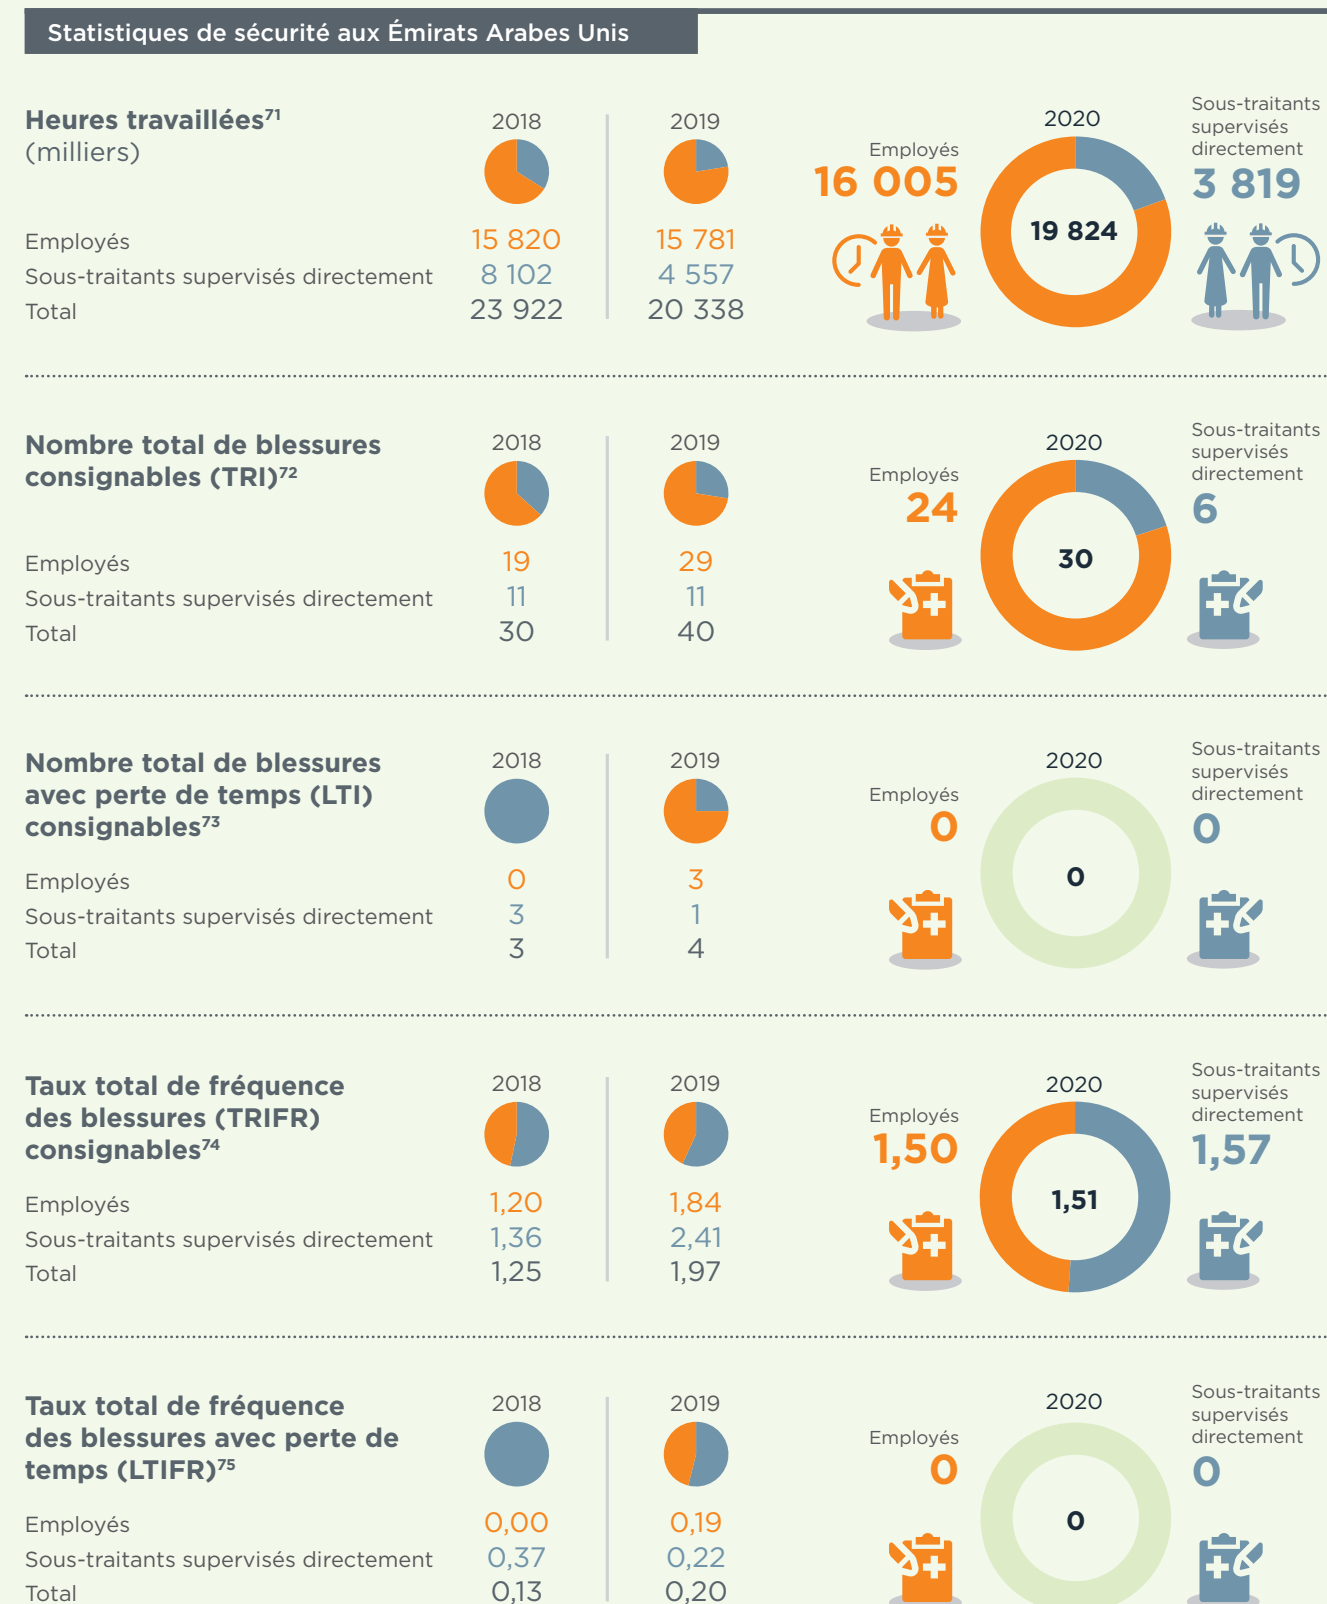 Statistiques de sécurité aux Émirats Arabes Unis
Heures travaillées71
(milliers)
2018
2019
Employés
15 820
15 781
Sous-traitants supervisés directement
8 102
4 557
Total
23 922
20 338
Employés
16 005
2020
19 824
Sous-traitants
supervisés
directement
3 819
Nombre total de blessures
consignables (TRI)72
2018
2019
Employés
19
29
Sous-traitants supervisés directement
11
11
Total
30
40
Employés
24
2020
30
Sous-traitants
supervisés
directement
6
Nombre total de blessures
avec perte de temps (LTI)
consignables73
2018
2019
Employés
0
3
Sous-traitants supervisés directement
3
1
Total
3
4
Employés
0
2020
0
Sous-traitants
supervisés
directement
0
Taux total de fréquence
des blessures (TRIFR)
consignables74
2018
2019
Employés
1,20
1,84
Sous-traitants supervisés directement
1,36
2,41
Total
1,25
1,97
Employés
1,50
2020
1,51
Sous-traitants
supervisés
directement
1,57
Taux total de fréquence
des blessures avec perte de
temps (LTIFR)75
2018
2019
Employés
0,00
0,19
Sous-traitants supervisés directement
0,37
0,22
Total
0,13
0,20
Employés
0
2020
0
Sous-traitants
supervisés
directement
0